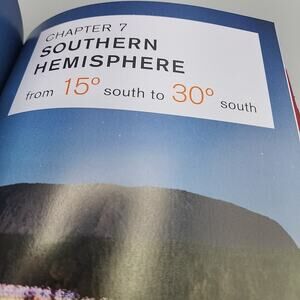 CHAPTER 7
SOUTHERN
HEMISPHERE
from 15° south to 30° south